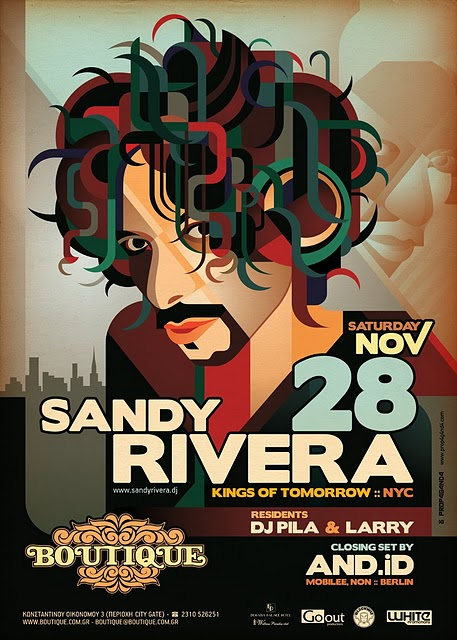 SATURDAY
NOV
28
SANDY
RIVERA
www.sandyrivera.dj
KINGS OF TOMORROW :: NYC
RESIDENTS
DJ PILA & LARRY
CLOSING SET BY
AND.iD
MOBILEE, NON :: BERLIN
BOUTIQUE
ΚΩΝΣΤΑΝΤΙΝΟΥ ΟΙΚΟΝΟΜΟΥ 3 (ΠΕΡΙΟΧΗ CITY GATE) - ☎ 2310 526251
WWW.BOUTIQUE.COM.GR - BOUTIQUE@BOUTIQUE.COM.GR
Go out
productions
WHITE
PROPAGANDA